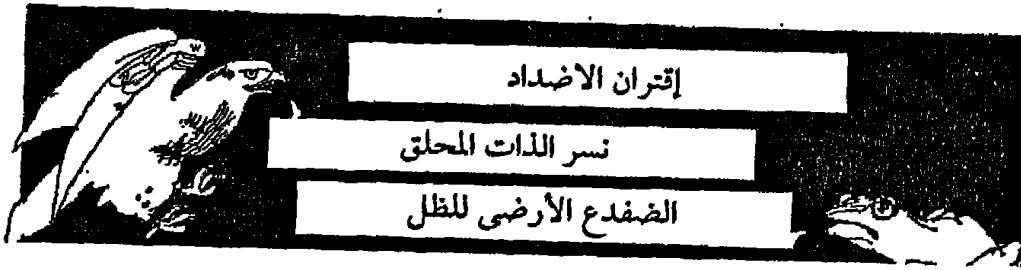 إقتران الاضداد
نسر الذات المحلق
الضفدع الأرضى للظل